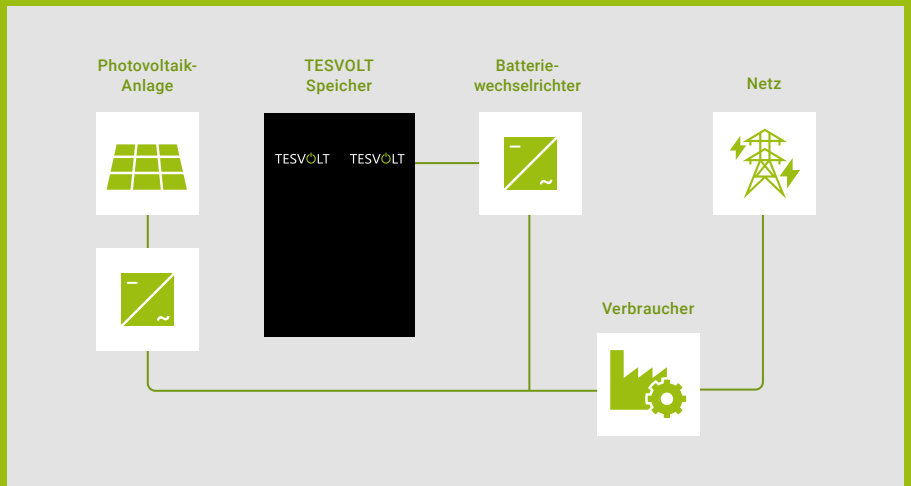 Photovoltaik-
Anlage
TESVOLT
Speicher
Batterie-
wechselrichter
Netz
TESVOLT TESVOLT
Verbraucher